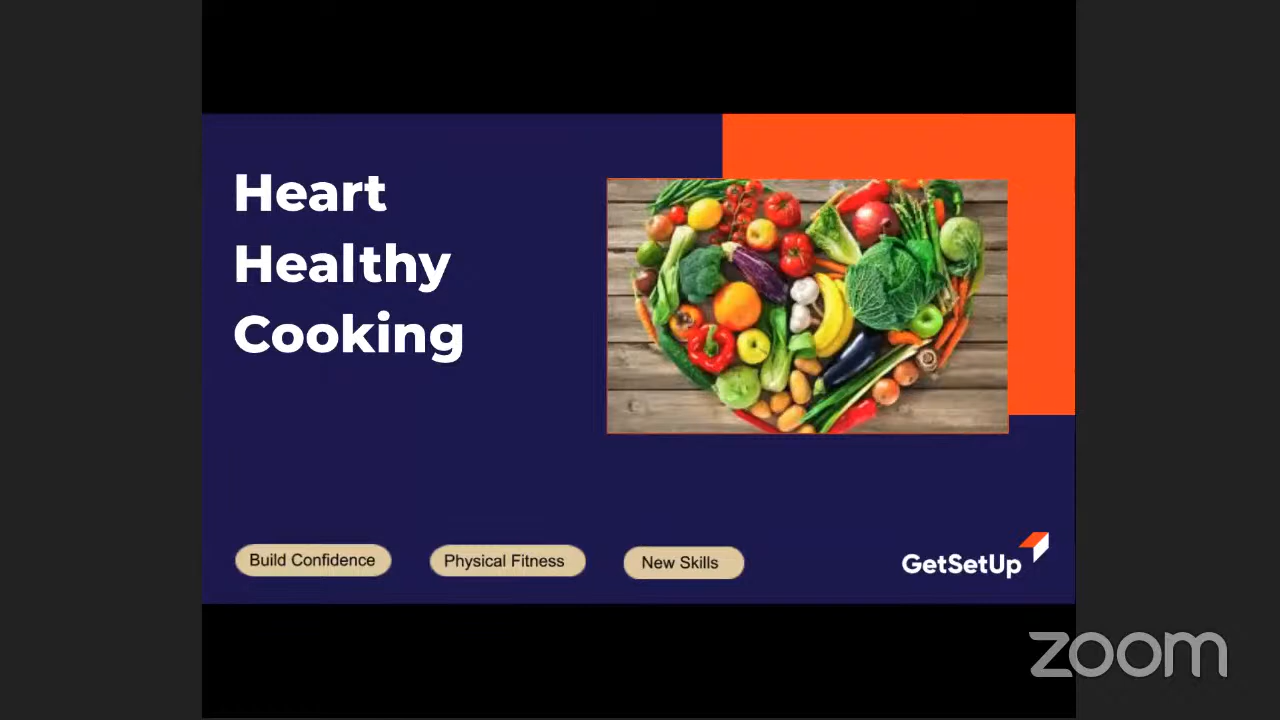 Heart
Healthy
Cooking
Build Confidence
Physical Fitness
New Skills
GetSetUp
zoom